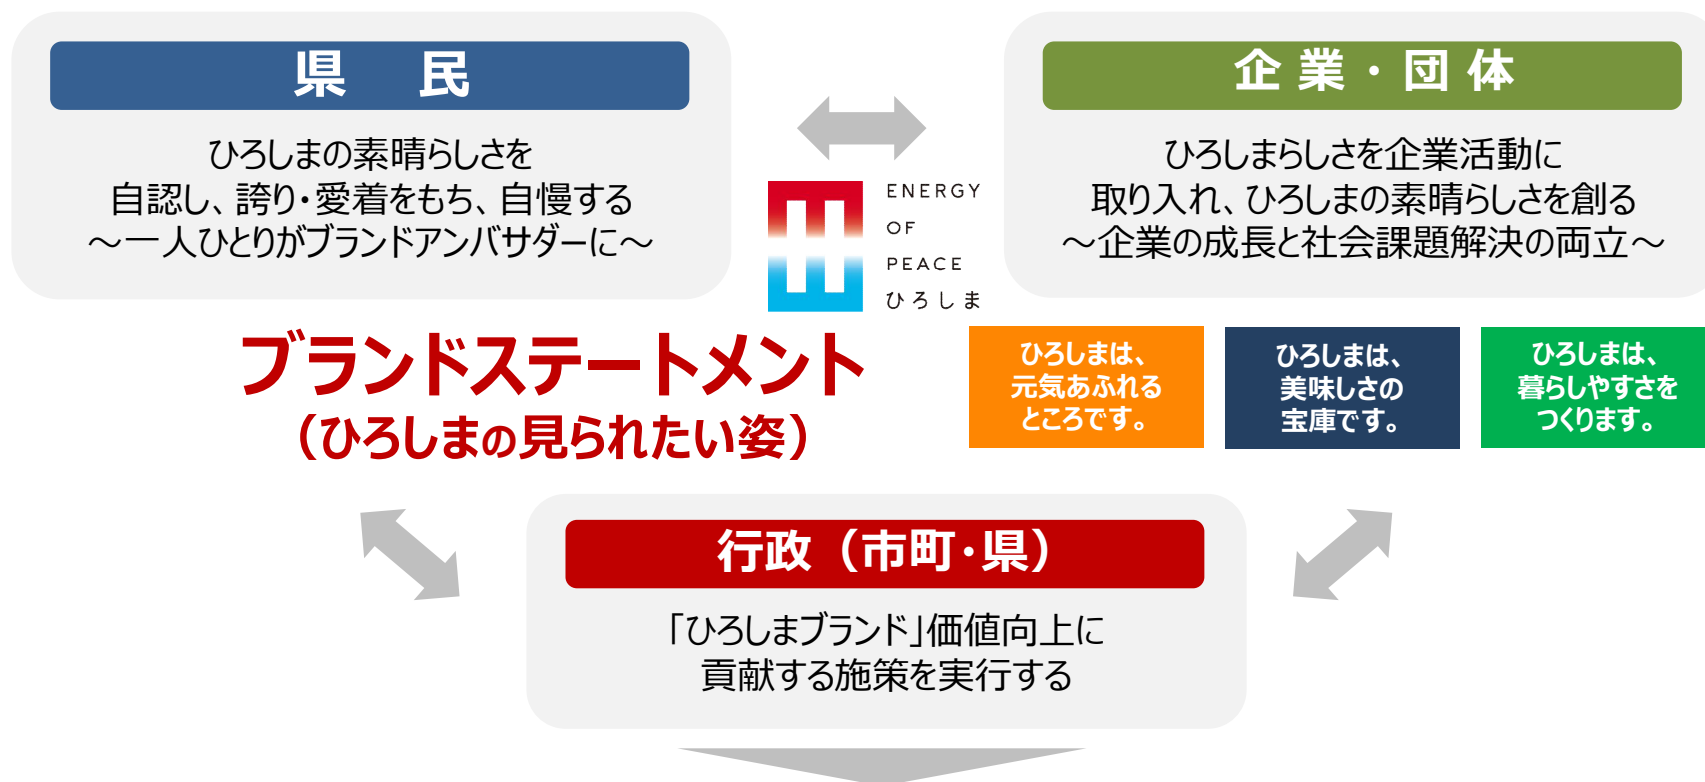 県　民
ひろしまの素晴らしさを
自認し、誇り・愛着をもち、自慢する
～一人ひとりがブランドアンバサダーに～
企業・団体
ひろしまらしさを企業活動に
取り入れ、ひろしまの素晴らしさを創る
～企業の成長と社会課題解決の両立～
ENERGY
OF
PEACE
ひろしま
ブランドステートメント
（ひろしまの見られたい姿）
ひろしまは、
元気あふれる
ところです。
ひろしまは、
美味しさの
宝庫です。
ひろしまは、
暮らしやすさを
つくります。
行政（市町・県）
「ひろしまブランド」価値向上に
貢献する施策を実行する